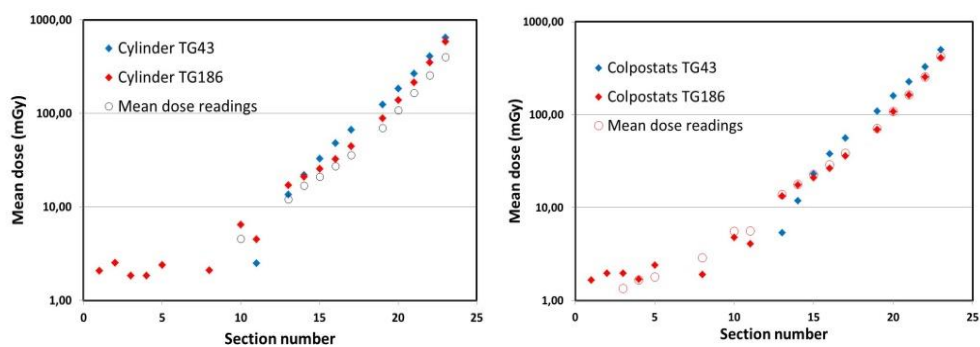 1000,00
100,00
10,00
1,00
Mean dose (mGy)
Cylinder TG43
Cylinder TG186
Mean dose readings
0 5 10 15 20 25
Section number
1000,00
100,00
10,00
1,00
Mean dose (mGy)
Colpostats TG43
Colpostats TG186
Mean dose readings
0 5 10 15 20 25
Section number